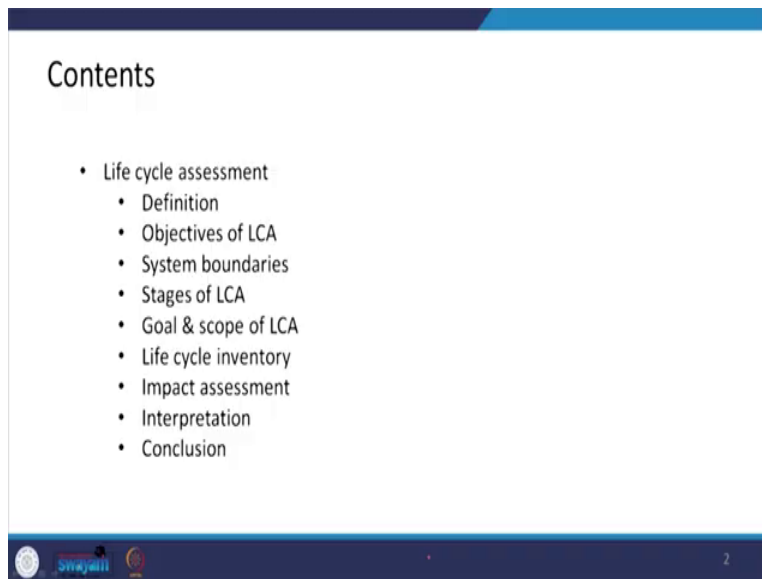 Contents
• Life cycle assessment
• Definition
• Objectives of LCA
• System boundaries
• Stages of LCA
• Goal & scope of LCA
• Life cycle inventory
• Impact assessment
• Interpretation
• Conclusion
swayam
2